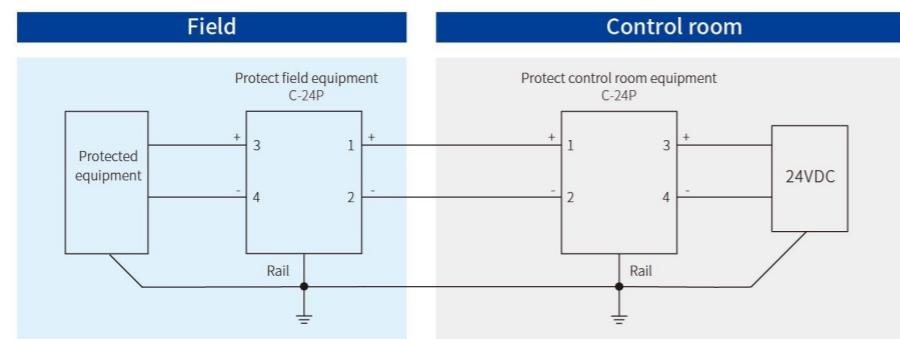 Field
Control room
Protect field equipment
C-24P
Protect control room equipment
C-24P
Protected
equipment
+ 3 1 +
- 4 2 -
+ 1 3 +
- 2 4 -
24VDC
Rail
Rail